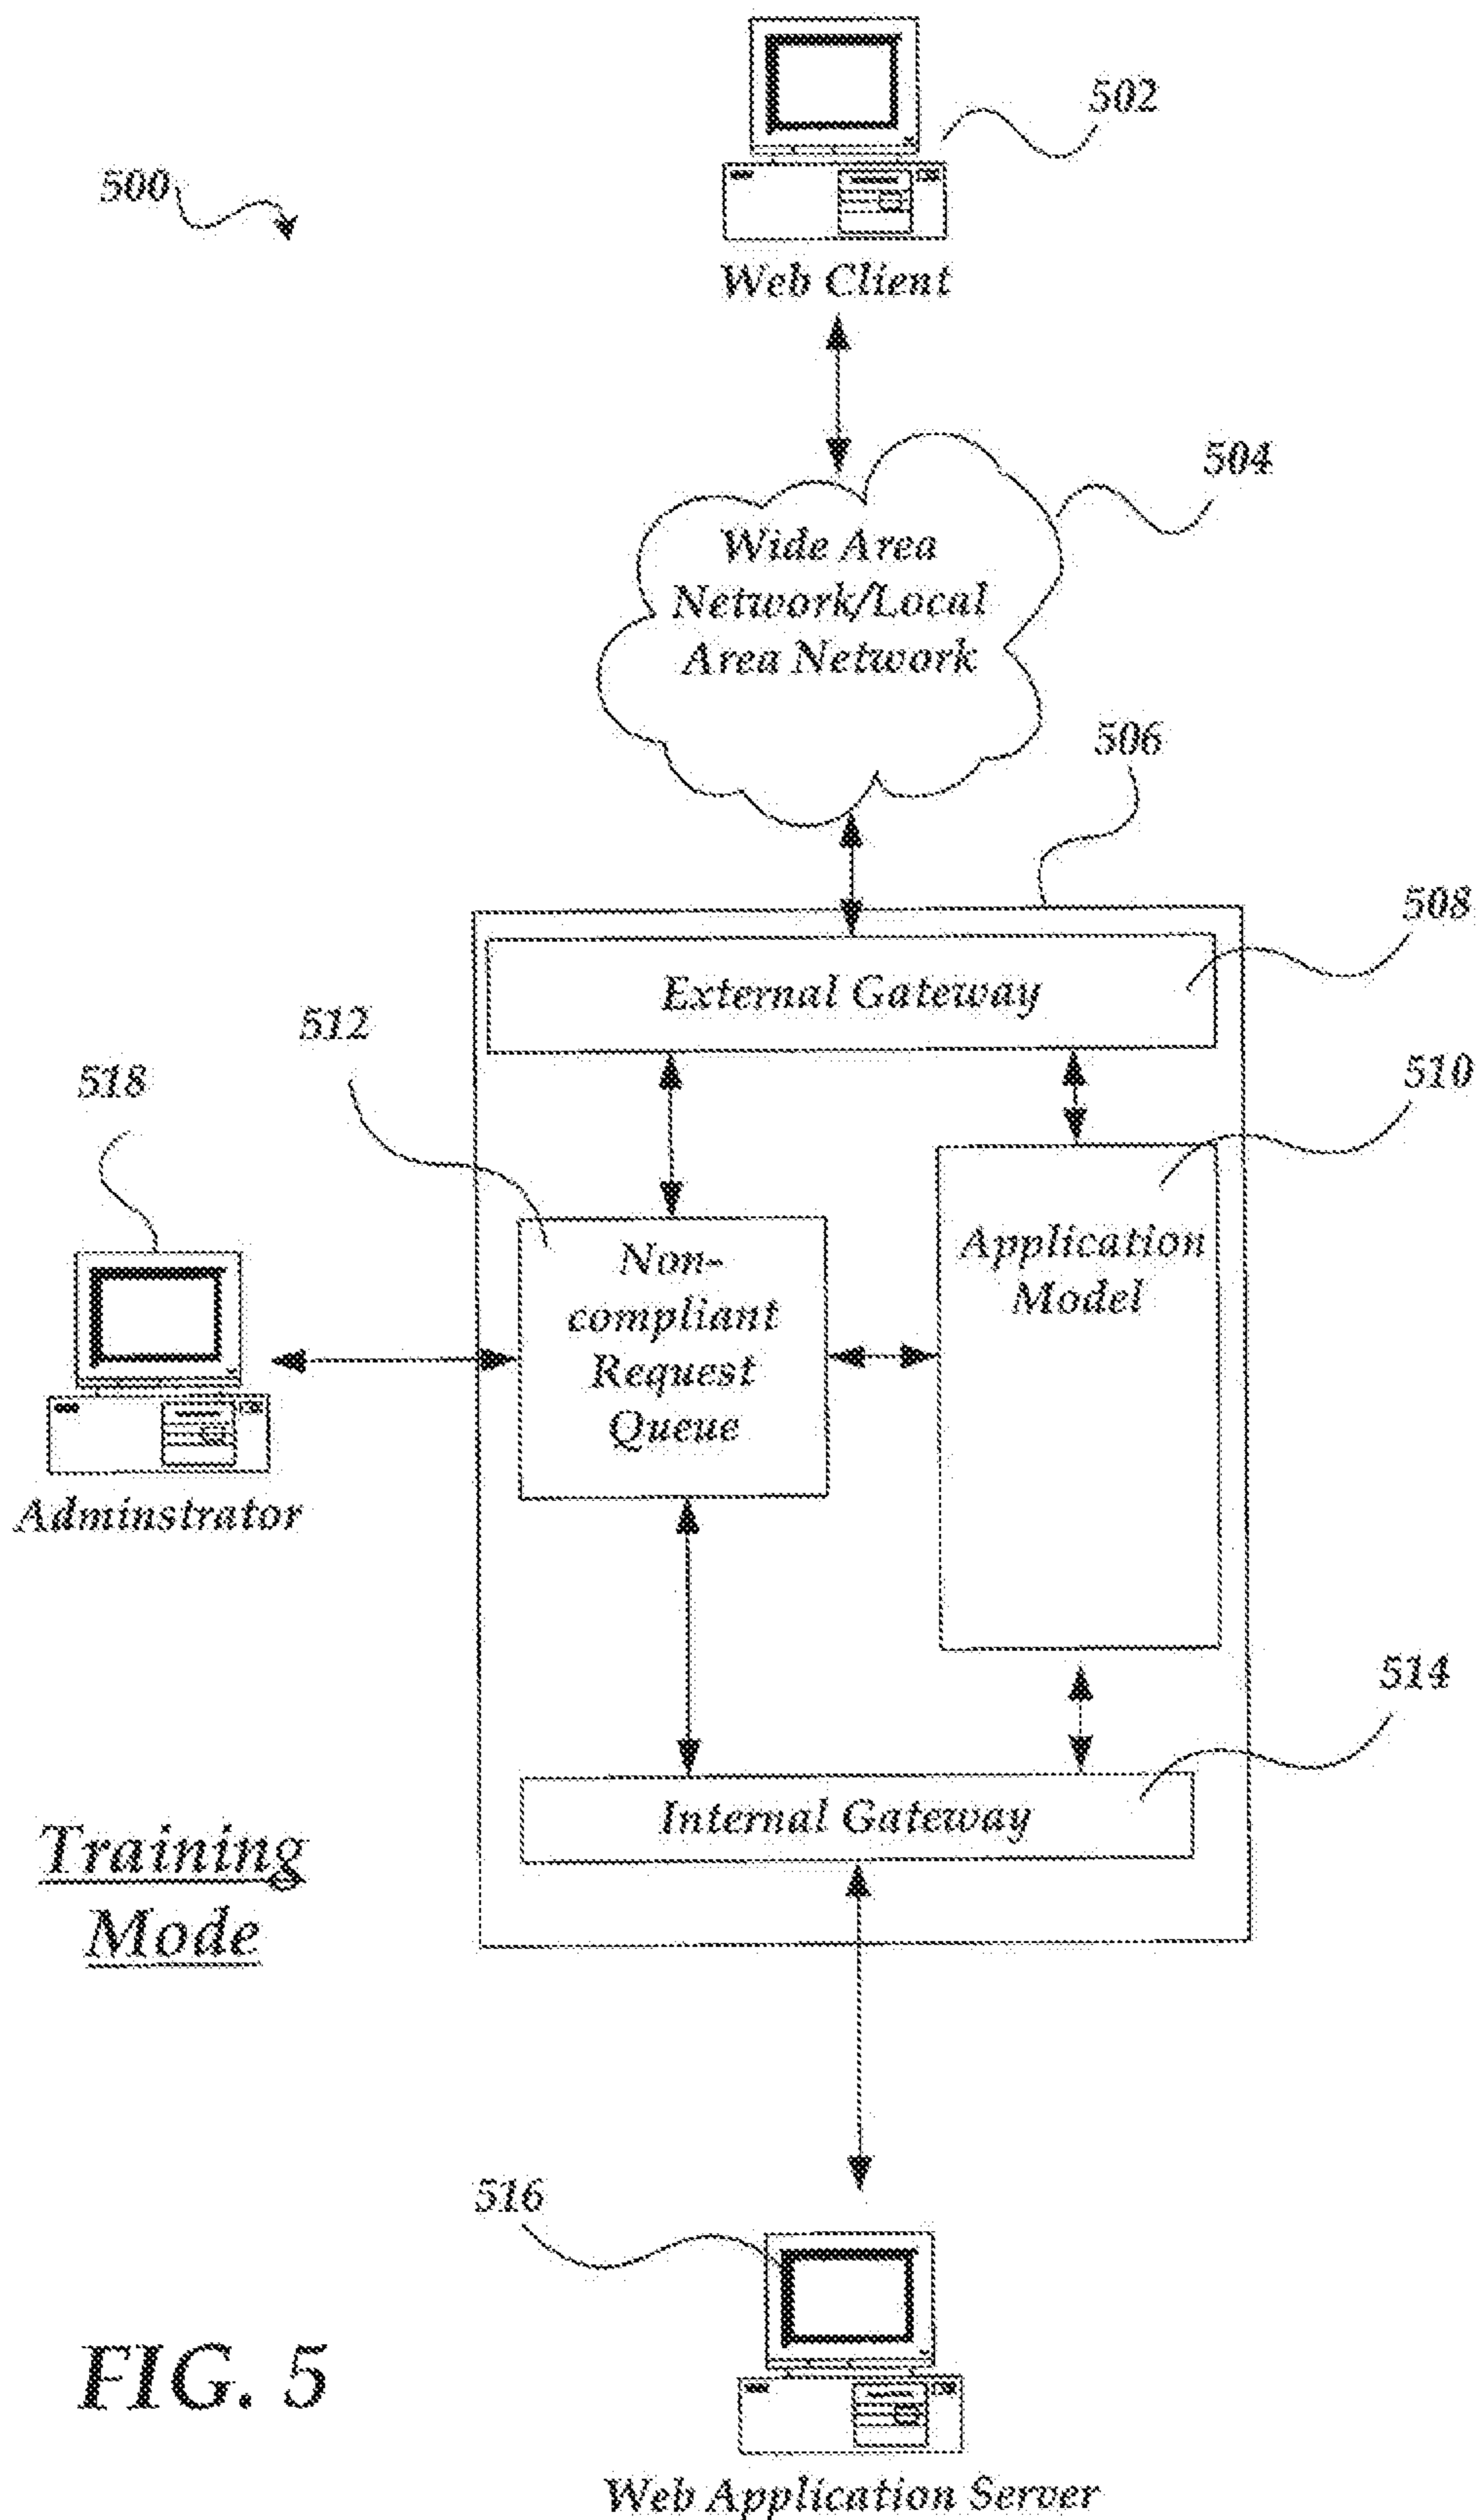 502
500
Web Client
504
Wide Area
Network/Local
Area Network
506
508
External Gateway
512
518
510
Non-
compliant
Request
Queue
Application
Model
Adminstrator
514
Internal Gateway
Training
Mode
516
FIG. 5
Web Application Server